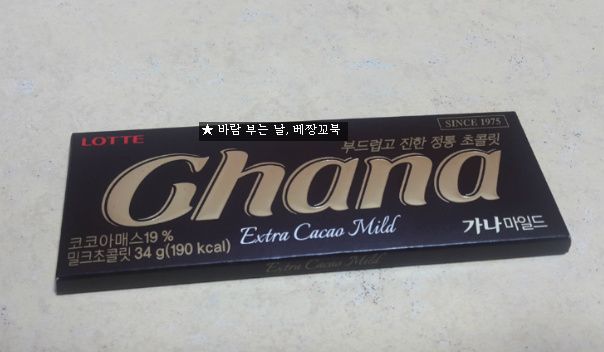 ★ 바람 부는 날, 베짱꼬북
LOTTE
SINCE 1975
부드럽고 진한 정통 초콜릿
Ghana
Extra Cacao Mild
가나마일드
코코아매스19 %
밀크초콜릿 34 g(190 kcal)
Extra Cacao Mild